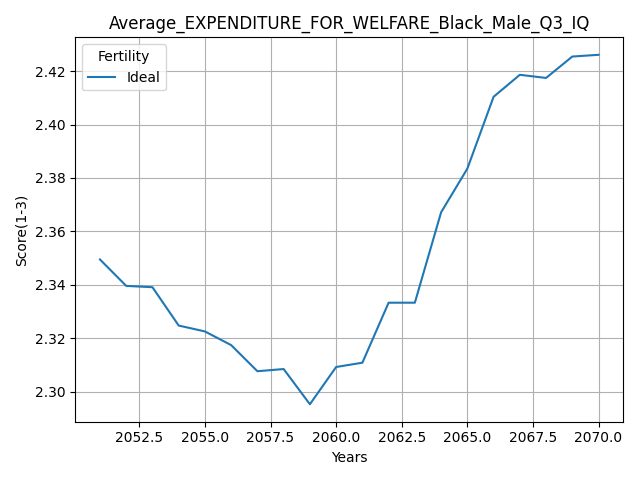 Average_EXPENDITURE_FOR_WELFARE_Black_Male_Q3_IQ
Fertility
Ideal
Score(1-3)
2.42
2.40
2.38
2.36
2.34
2.32
2.30
2052.5 2055.0 2057.5 2060.0 2062.5 2065.0 2067.5 2070.0
Years